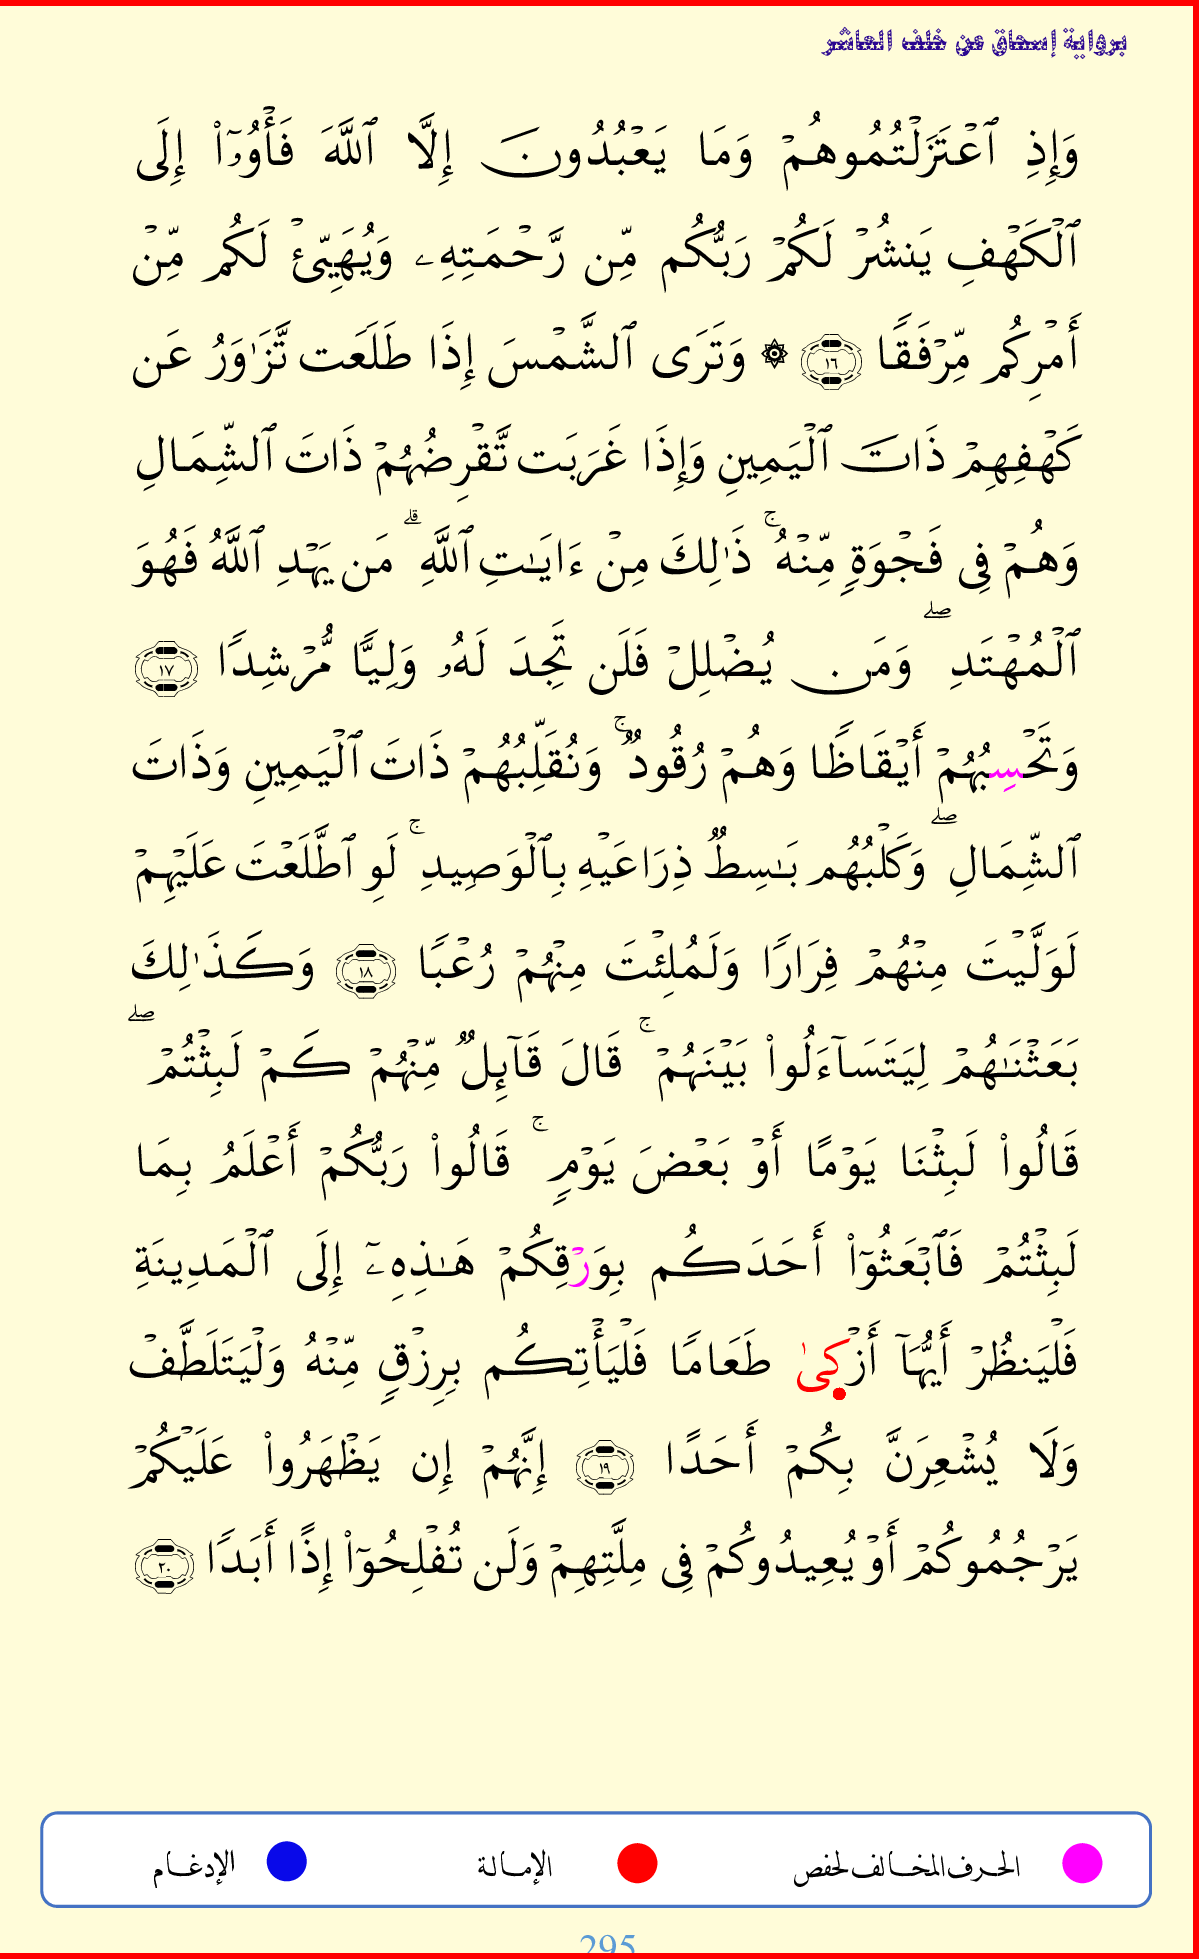 برواية إسحاق عن خلف العاشر
وَإِذِ ٱعۡتَزَلۡتُمُوهُمۡ وَمَا يَعۡبُدُونَ إِلَّا ٱللَّهَ فَأۡوُۥٓاْ إِلَى
ٱلۡكَهۡفِ يَنشُرۡ لَكُمۡ رَبُّكُم مِّن رَّحۡمَتِهِۦ وَيُهَيِّئۡ لَكُم مِّنۡ
أَمۡرِكُم مِّرۡفَقًا ١٦ ۞ وَتَرَى ٱلشَّمۡسَ إِذَا طَلَعَت تَّزَٰوَرُ عَن
كَهۡفِهِمۡ ذَاتَ ٱلۡيَمِينِ وَإِذَا غَرَبَت تَّقۡرِضُهُمۡ ذَاتَ ٱلشِّمَالِ
وَهُمۡ فِى فَجۡوَةٍ مِّنۡهُۚ ذَٰلِكَ مِنۡ ءَايَـٰتِ ٱللَّهِۗ مَن يَهۡدِ ٱللَّهُ فَهُوَ
ٱلۡمُهۡتَدِۖ وَمَن يُضۡلِلۡ فَلَن تَجِدَ لَهُۥ وَلِيًّا مُّرۡشِدًا ١٧
وَتَحۡسِبُهُمۡ أَيۡقَاظًا وَهُمۡ رُقُودٌۚ وَنُقَلِّبُهُمۡ ذَاتَ ٱلۡيَمِينِ وَذَاتَ
ٱلشِّمَالِۖ وَكَلۡبُهُم بَـٰسِطٌ ذِرَاعَيۡهِ بِٱلۡوَصِيدِۚ لَوِ ٱطَّلَعۡتَ عَلَيۡهِمۡ
لَوَلَّيۡتَ مِنۡهُمۡ فِرَارًا وَلَمُلِئۡتَ مِنۡهُمۡ رُعۡبًا ١٨ وَكَذَٰلِكَ
بَعَثۡنَـٰهُمۡ لِيَتَسَآءَلُواْ بَيۡنَهُمۡۚ قَالَ قَآئِلٌ مِّنۡهُمۡ كَمۡ لَبِثۡتُمۡۖ
قَالُواْ لَبِثۡنَا يَوۡمًا أَوۡ بَعۡضَ يَوۡمٍۚ قَالُواْ رَبُّكُمۡ أَعۡلَمُ بِمَا
لَبِثۡتُمۡ فَٱبۡعَثُوٓاْ أَحَدَكُم بِوَرۡقِكُمۡ هَـٰذِهِۦٓ إِلَى ٱلۡمَدِينَةِ
فَلۡيَنظُرۡ أَيُّهَآ أَزۡكِىٰ طَعَامًا فَلۡيَأۡتِكُم بِرِزۡقٍ مِّنۡهُ وَلۡيَتَلَطَّفۡ
وَلَا يُشۡعِرَنَّ بِكُمۡ أَحَدًا ١٩ إِنَّهُمۡ إِن يَظۡهَرُواْ عَلَيۡكُمۡ
يَرۡجُمُوكُمۡ أَوۡ يُعِيدُوكُمۡ فِى مِلَّتِهِمۡ وَلَن تُفۡلِحُوٓاْ إِذًا أَبَدًا ٢٠
الحرف المخالف لحفص الإمالة الإدغام
295